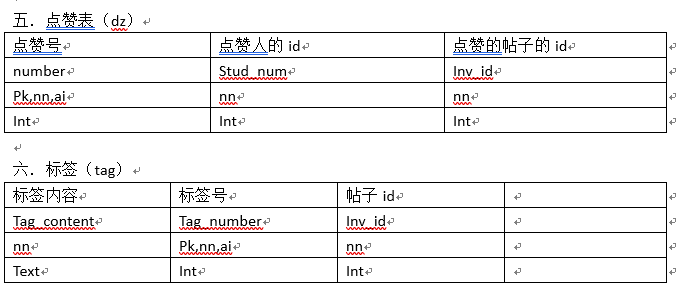 五．点赞表（dz）
点赞号 点赞人的 id 点赞的帖子的 id
number Stud_num Inv_id
Pk,nn,ai nn nn
Int Int Int
六．标签（tag）
标签内容 标签号 帖子 id
Tag_content Tag_number Inv_id
nn Pk,nn,ai nn
Text Int Int